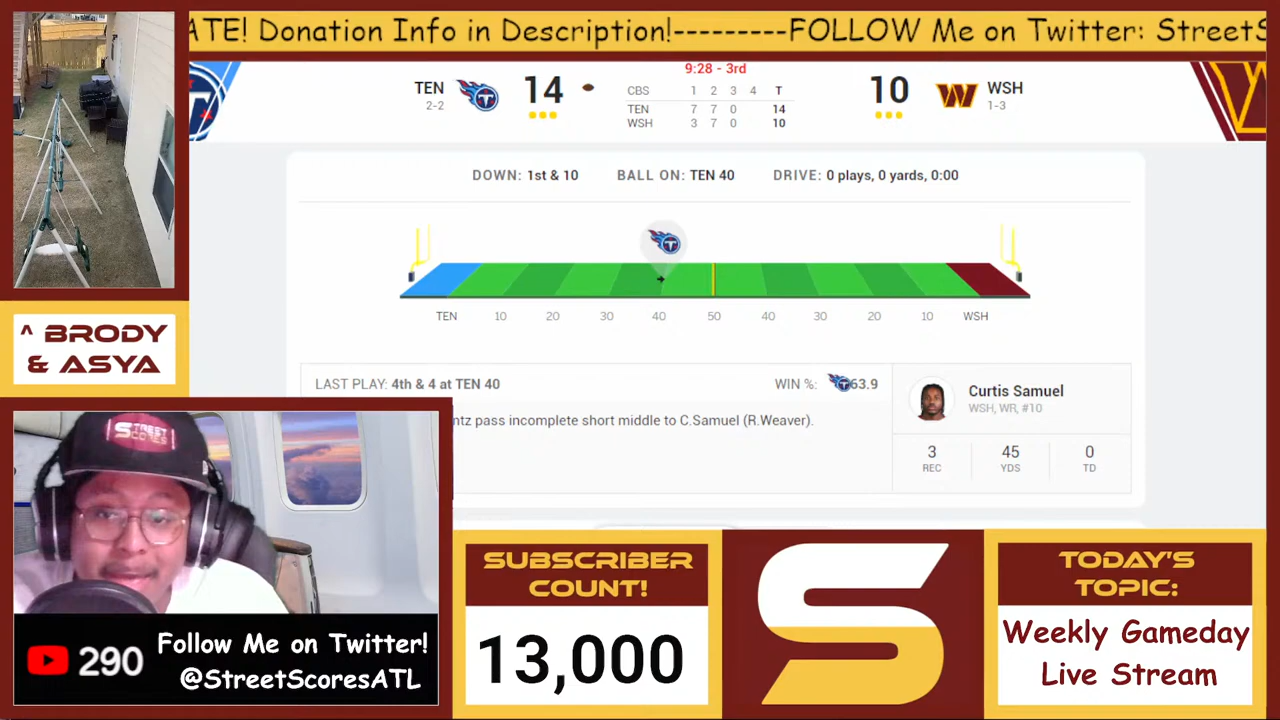 ATE! Donation Info in Description!---------FOLLOW Me on Twitter: StreetS
TEN
2-2
14
9:28 - 3rd
CBS 1 2 3 4 T
TEN 7 7 0 14
WSH 3 7 0 10
10
WSH
1-3
DOWN: 1st & 10 BALL ON: TEN 40 DRIVE: 0 plays, 0 yards, 0:00
TEN 10 20 30 40 50 40 30 20 10 WSH
LAST PLAY: 4th & 4 at TEN 40
WIN %: 63.9
ntz pass incomplete short middle to C.Samuel (R.Weaver).
Curtis Samuel
WSH, WR, #10
3 45 0
REC YDS TD
^ BRODY
& ASYA
STREET
SCORES
290
Follow Me on Twitter!
@StreetScoresATL
SUBSCRIBER
COUNT!
13,000
S
TODAY'S
TOPIC:
Weekly Gameday
Live Stream